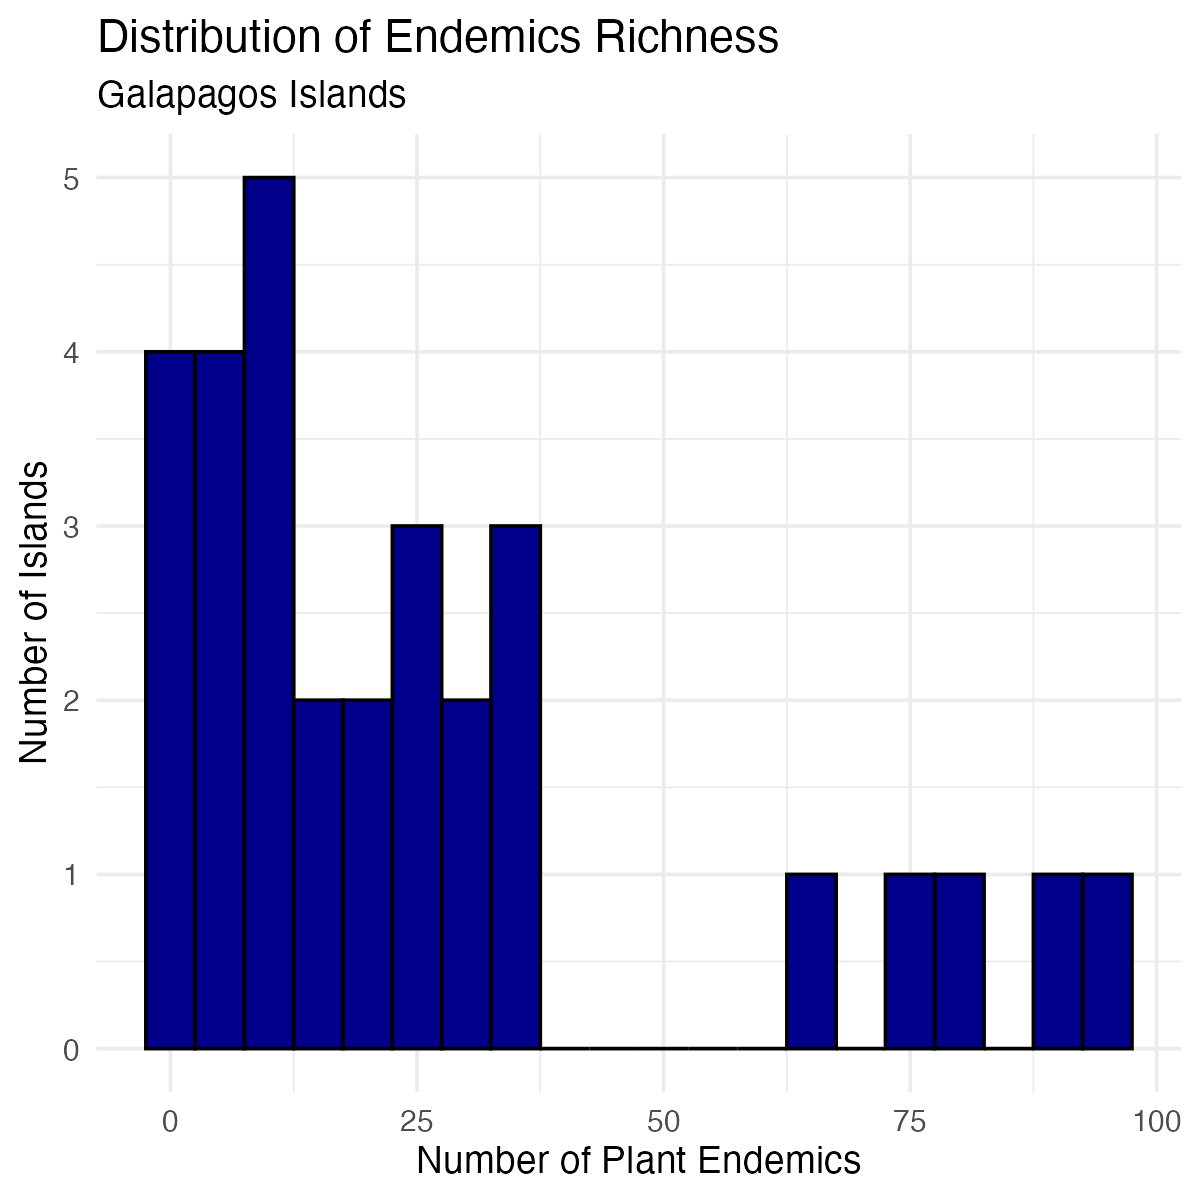 Distribution of Endemics Richness
Galapagos Islands
Number of Islands
5
4
3
2
1
0
0 25 50 75 100
Number of Plant Endemics